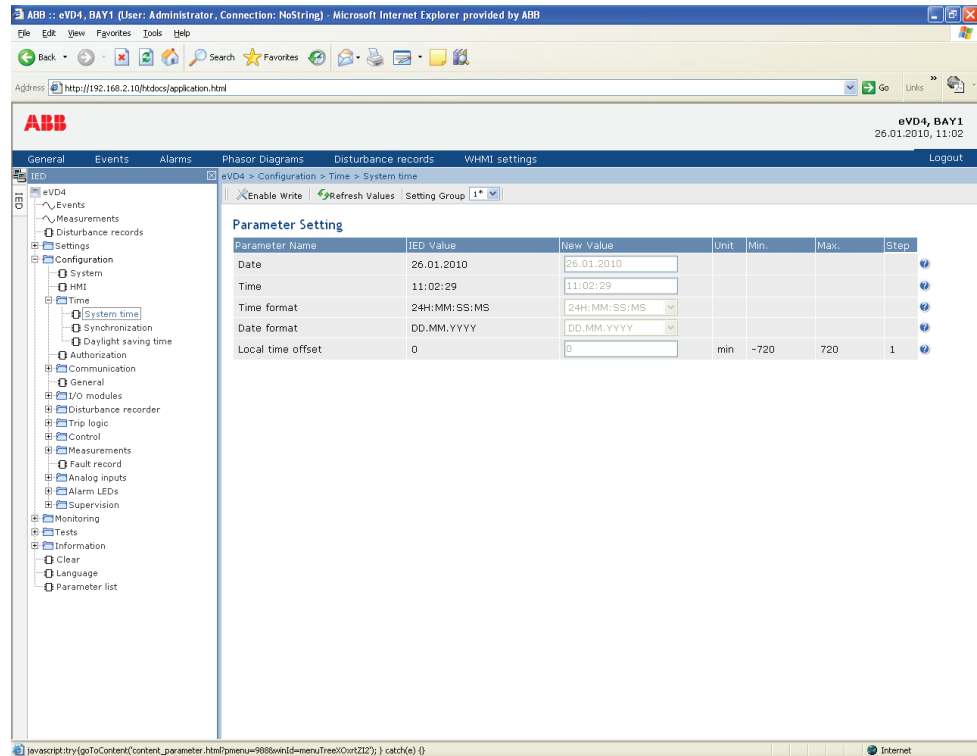 ABB :: eVD4, BAY1 (User: Administrator, Connection: NoString) - Microsoft Internet Explorer provided by ABB
File Edit View Favorites Tools Help
Back Search Favorites
Address http://192.168.2.10/htdocs/application.html Go Links »
ABB
eVD4, BAY1
26.01.2010, 11:02
General Events Alarms Phasor Diagrams Disturbance records WHMI settings Logout
IED
IED
eVD4 > Configuration > Time > System time
Enable Write Refresh Values Setting Group 1*
eVD4
Events
Measurements
Disturbance records
Settings
Configuration
System
HMI
Time
System time
Synchronization
Daylight saving time
Authorization
Communication
General
I/O modules
Disturbance recorder
Trip logic
Control
Measurements
Fault record
Analog inputs
Alarm LEDs
Supervision
Monitoring
Tests
Information
Clear
Language
Parameter list
Parameter Setting
Parameter Name IED Value New Value Unit Min. Max. Step
Date 26.01.2010 26.01.2010
Time 11:02:29 11:02:29
Time format 24H:MM:SS:MS 24H:MM:SS:MS
Date format DD.MM.YYYY DD.MM.YYYY
Local time offset 0 0 min -720 720 1
javascript:try{goToContent('content_parameter.html?pmenu=988&winId=menuTreeXOxrtZI2'); } catch(e) {}
Internet